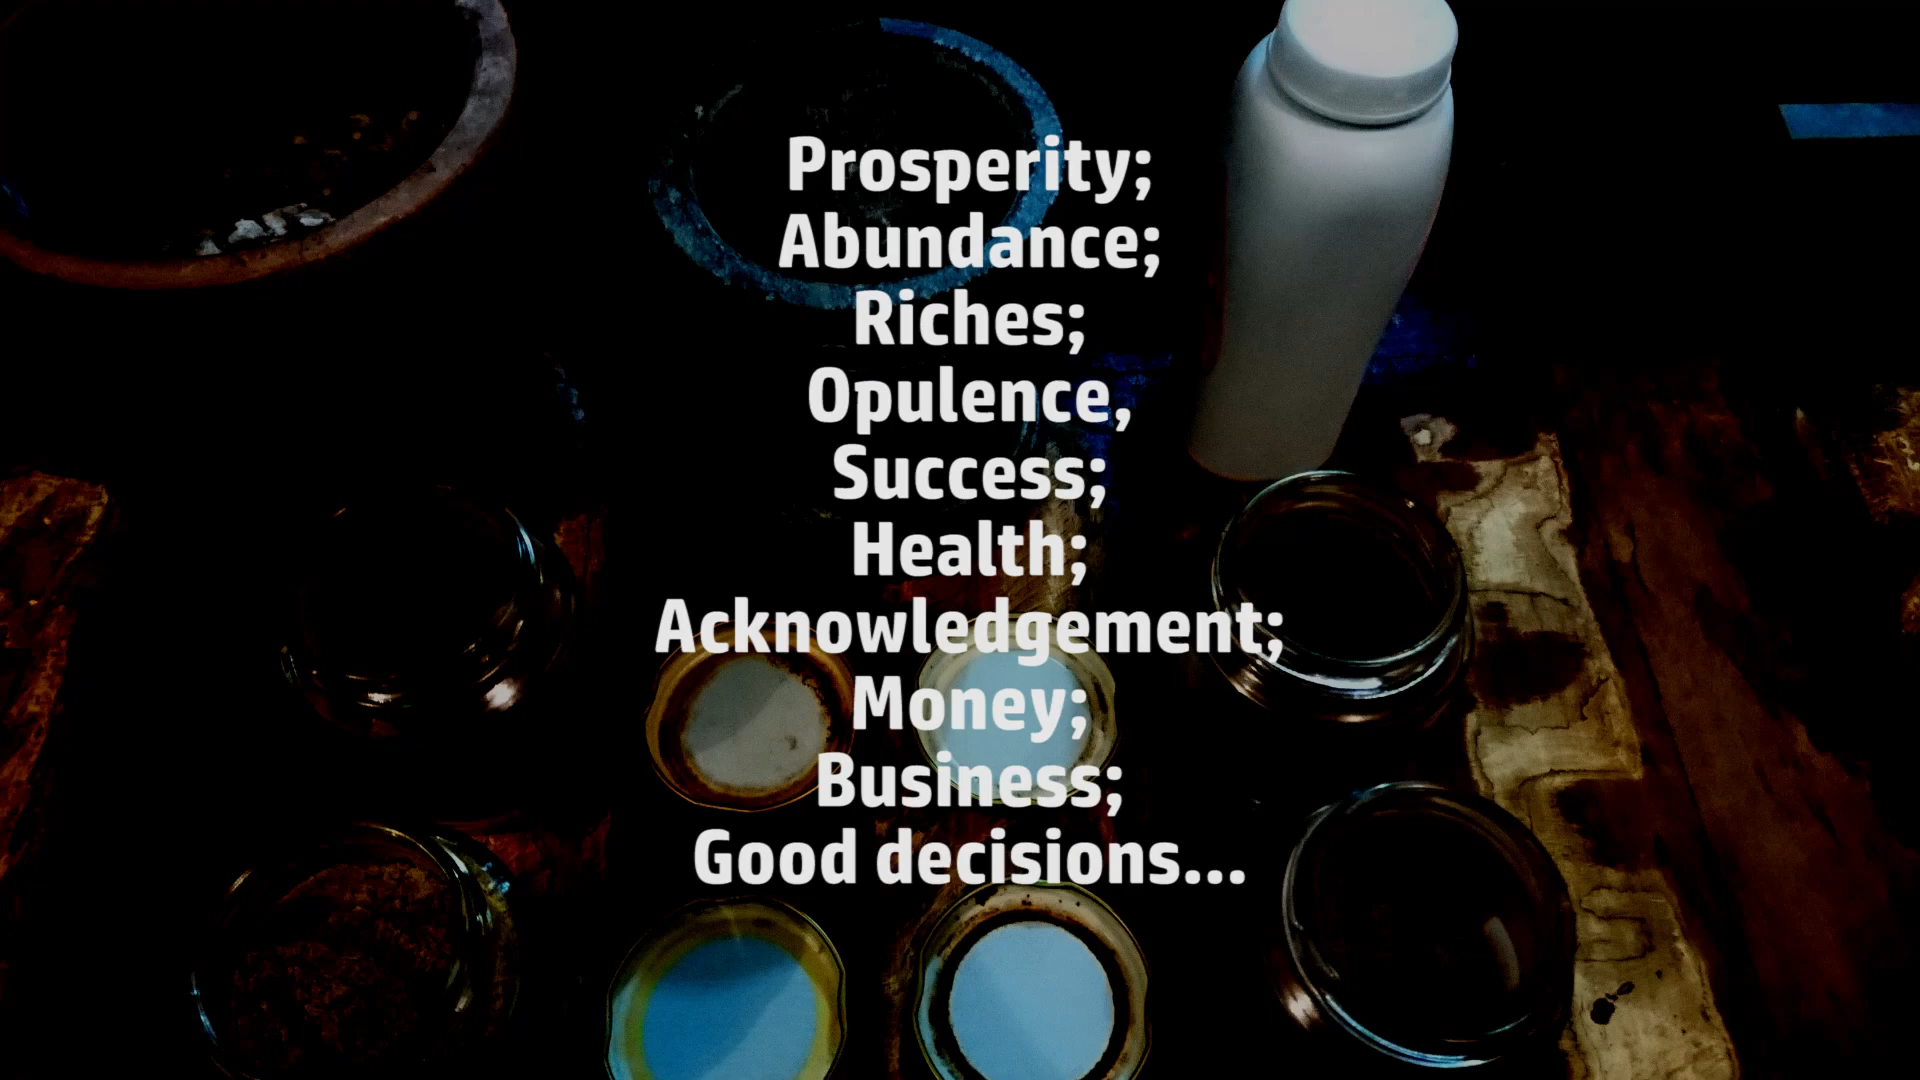 Prosperity;
Abundance;
Riches;
Opulence,
Success;
Health;
Acknowledgement;
Money;
Business;
Good decisions...